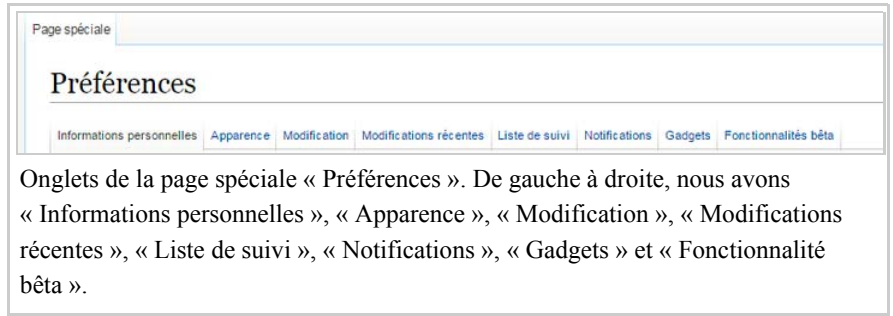 Page spéciale
Préférences
Informations personnelles Apparence Modification Modifications récentes Liste de suivi Notifications Gadgets Fonctionnalités bêta
Onglets de la page spéciale « Préférences ». De gauche à droite, nous avons
« Informations personnelles », « Apparence », « Modification », « Modifications
récentes », « Liste de suivi », « Notifications », « Gadgets » et « Fonctionnalité
bêta ».